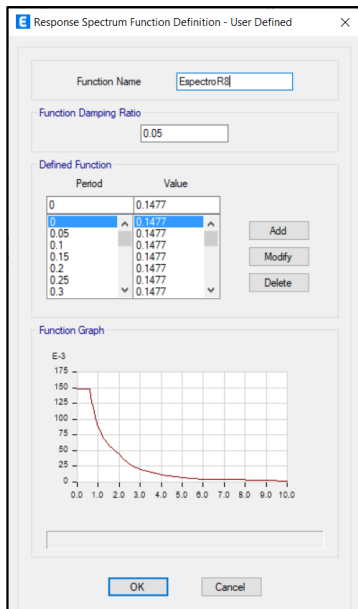 E Response Spectrum Function Definition - User Defined
Function Name EspectroR8
Function Damping Ratio
0.05
Defined Function
Period Value
0 0.1477
0 0.1477
0.05 0.1477
0.1 0.1477
0.15 0.1477
0.2 0.1477
0.25 0.1477
0.3 0.1477
Add
Modify
Delete
Function Graph
E-3
175
150
125
100
75
50
25
0
0.0 1.0 2.0 3.0 4.0 5.0 6.0 7.0 8.0 9.0 10.0
OK Cancel